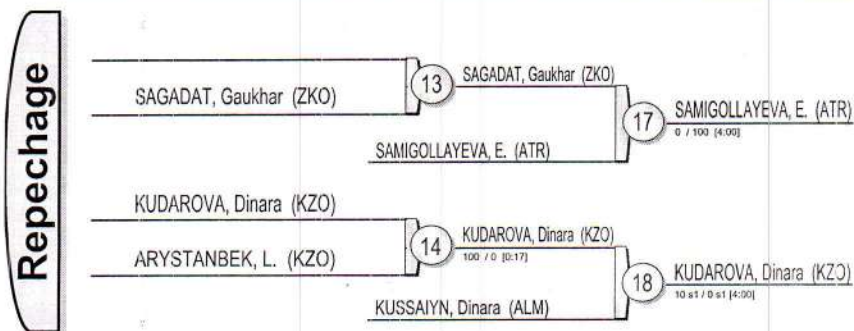 Repechage
SAGADAT, Gaukhar (ZKO)
13
SAGADAT, Gaukhar (ZKO)
SAMIGOLLAYEVA, E. (ATR)
17
SAMIGOLLAYEVA, E. (ATR)
0 / 100 [4:00]
KUDAROVA, Dinara (KZO)
ARYSTANBEK, L. (KZO)
14
KUDAROVA, Dinara (KZO)
100 / 0 [0:17]
KUSSAIYN, Dinara (ALM)
18
KUDAROVA, Dinara (KZO)
10 s1 / 0 s1 [4:00]